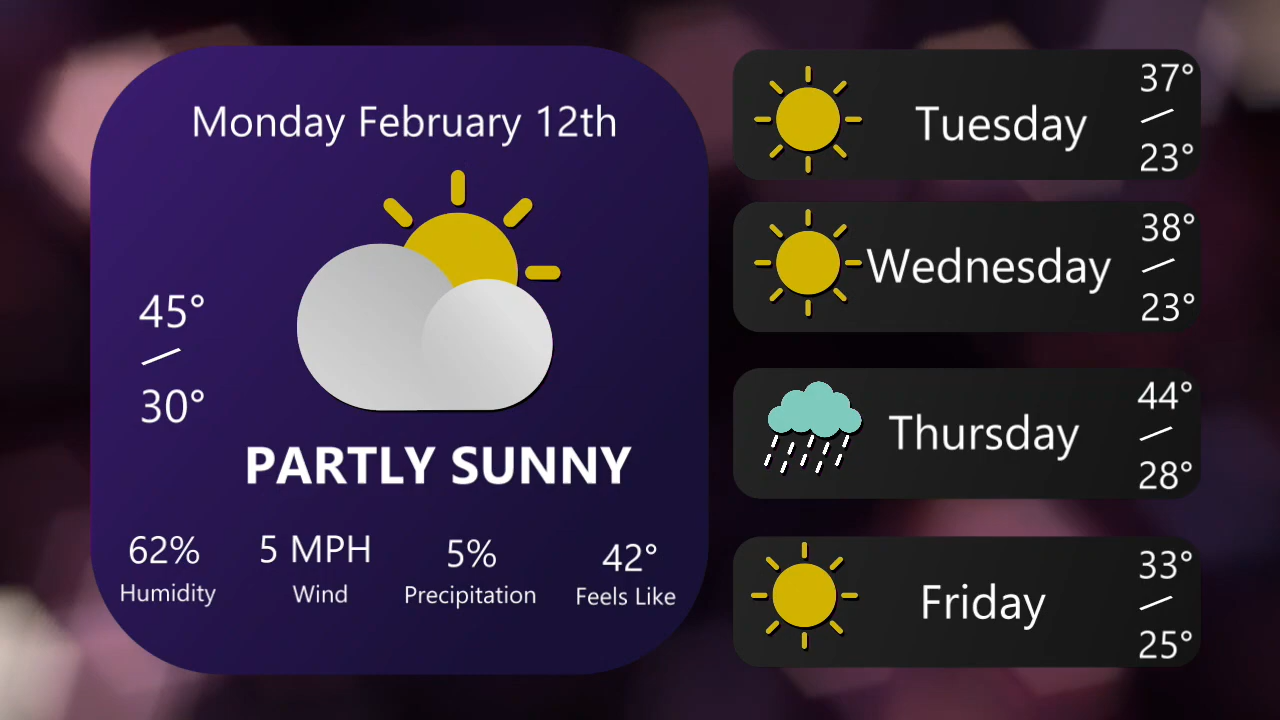 Monday February 12th
45°
30°
PARTLY SUNNY
62%
Humidity
5 MPH
Wind
5%
Precipitation
42°
Feels Like
Tuesday
37°
23°
Wednesday
38°
23°
Thursday
44°
28°
Friday
33°
25°